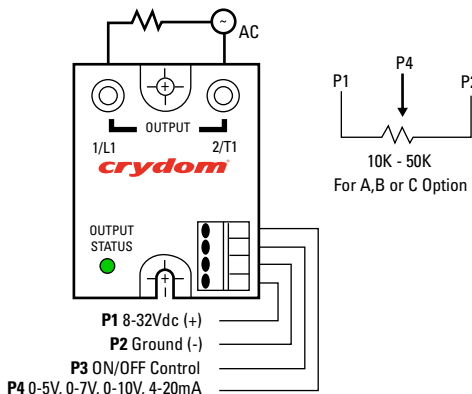 ~
AC
OUTPUT
1/L1
2/T1
crydom
OUTPUT
STATUS
P1 8-32Vdc (+)
P2 Ground (-)
P3 ON/OFF Control
P4 0-5V, 0-7V, 0-10V, 4-20mA
P4
P1
P2
10K - 50K
For A,B or C Option